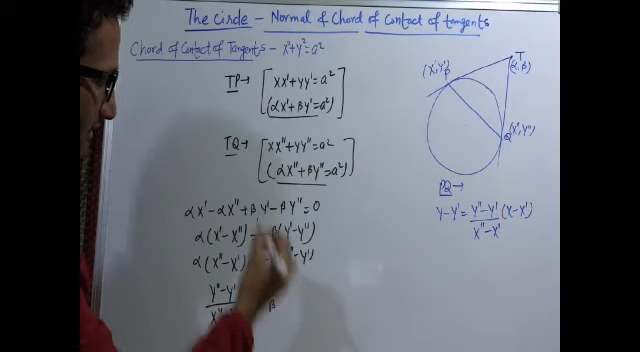 The Circle - Normal of Chord of Contact of tangents
Chord of Contact of Tangents - x²+y²=a²
TP→ [xx'+yy'=a²
(αx'+βy'=a²)]
TQ→ [xx''+yy''=a²
(αx''+βy''=a²)]
αx'-αx''+βy'-βy''=0
α(x'-x'') = β(y'-y'')
α(x''-x') -y')
y''-y'
x'' β
(x',y') P
T
(α,β)
Q (x'',y'')
PQ→
y-y' = y''-y' (x-x')
x''-x'